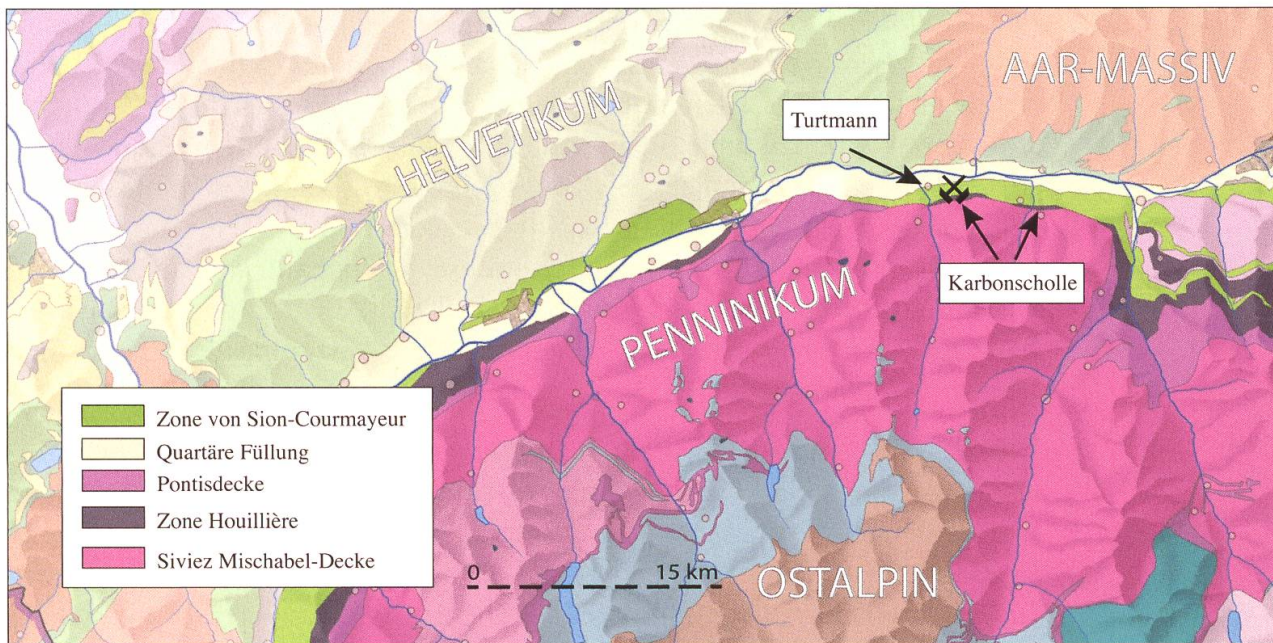 AAR-MASSIV
HELVETIKUM
Turtmann
Karbonscholle
PENNINIKUM
Zone von Sion-Courmayeur
Quartäre Füllung
Pontisdecke
Zone Houillière
Siviez Mischabel-Decke
0 15 km
OSTALPIN